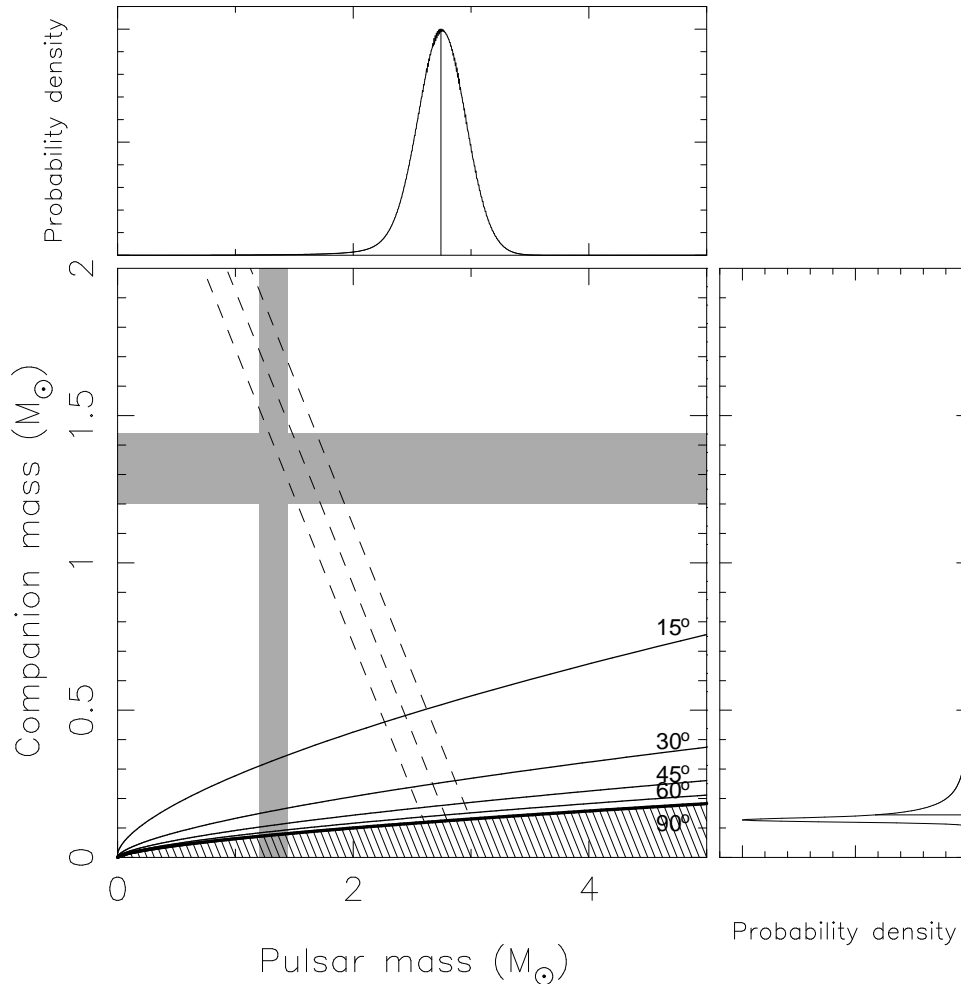 Probability density
Companion mass (M☉)
2
1.5
1
0.5
0
15º
30º
45º
60º
90º
0
2
4
Pulsar mass (M☉)
Probability density